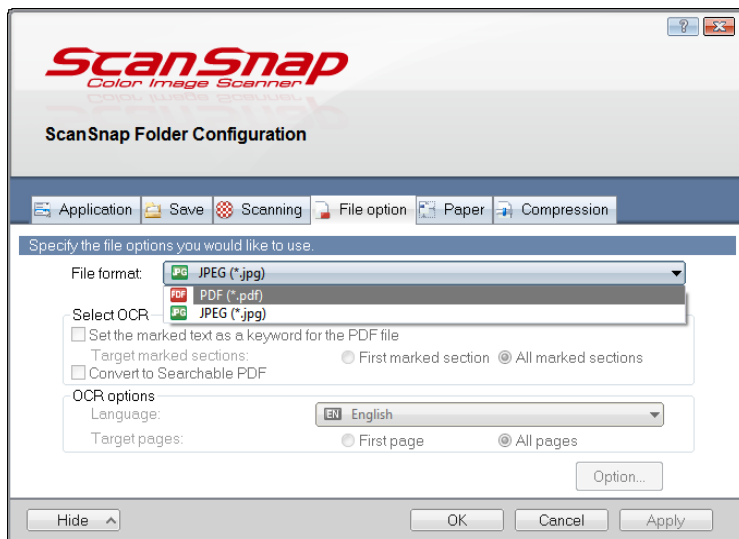 ScanSnap
Color Image Scanner
ScanSnap Folder Configuration
Application Save Scanning File option Paper Compression
Specify the file options you would like to use.
File format: JPG JPEG (*.jpg)
PDF PDF (*.pdf)
JPG JPEG (*.jpg)
Select OCR
Set the marked text as a keyword for the PDF file
Target marked sections: First marked section All marked sections
Convert to Searchable PDF
OCR options
Language: EN English
Target pages: First page All pages
Option...
Hide OK Cancel Apply